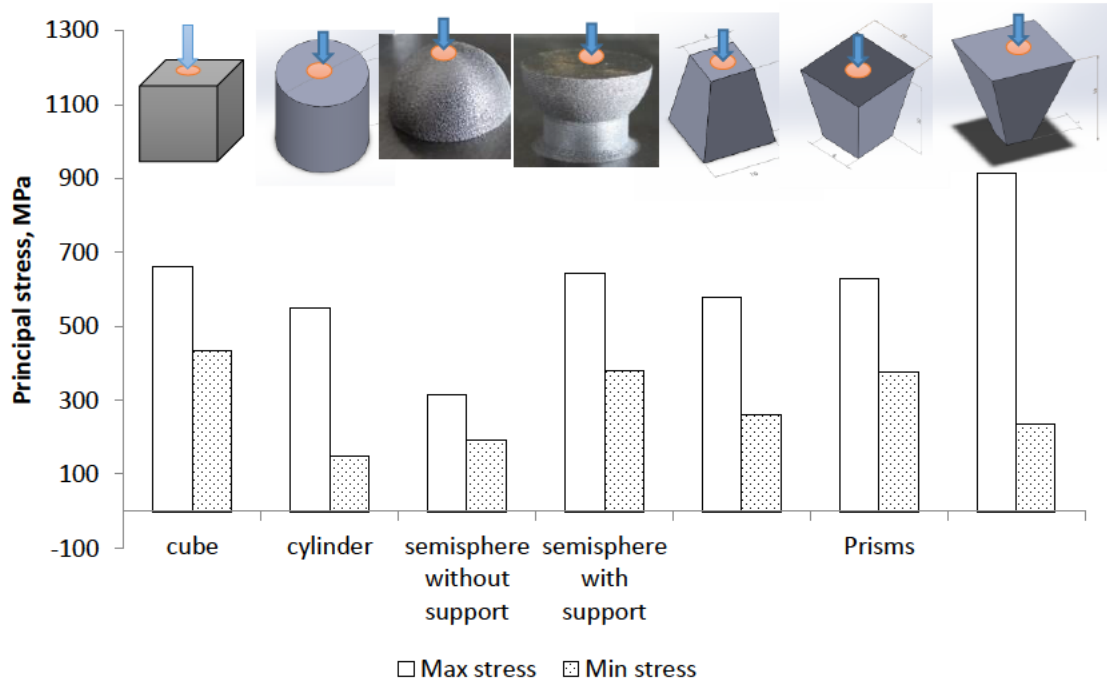 Principal stress, MPa
1300
1100
900
700
500
300
100
-100
cube
cylinder
semisphere
without
support
semisphere
with
support
Prisms
Max stress
Min stress